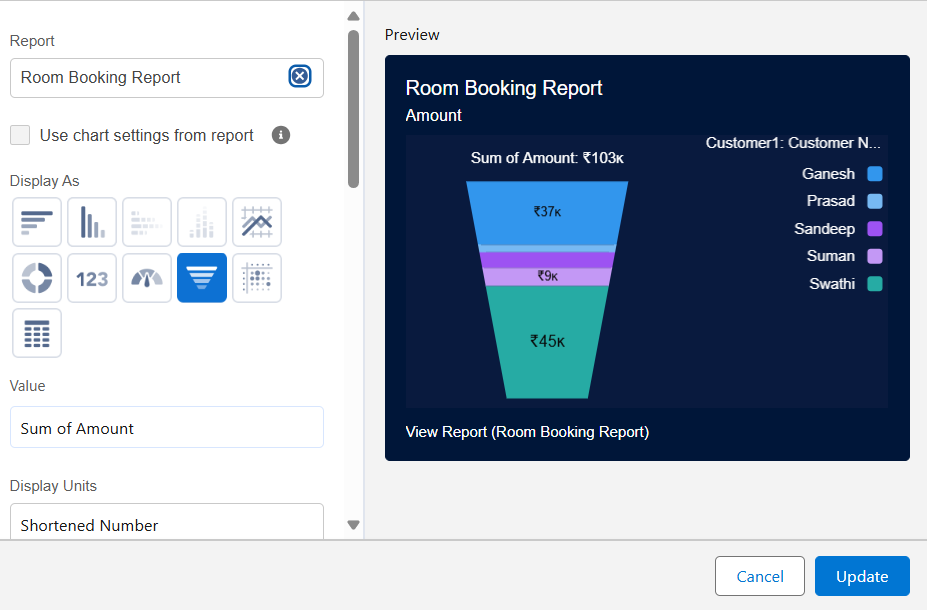 Report
Room Booking Report
Use chart settings from report
Display As
123
Value
Sum of Amount
Display Units
Shortened Number
Preview
Room Booking Report
Amount
Sum of Amount: ₹103K
₹37K
₹9K
₹45K
Customer1: Customer N...
Ganesh
Prasad
Sandeep
Suman
Swathi
View Report (Room Booking Report)
Cancel
Update